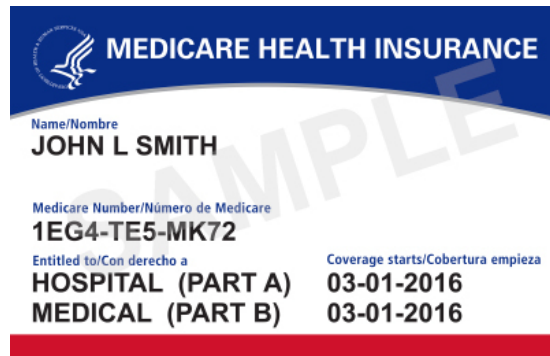 MEDICARE HEALTH INSURANCE
Name/Nombre
JOHN L SMITH
Medicare Number/Número de Medicare
1EG4-TE5-MK72
Entitled to/Con derecho a
Coverage starts/Cobertura empieza
HOSPITAL (PART A) 03-01-2016
MEDICAL (PART B) 03-01-2016
SAMPLE